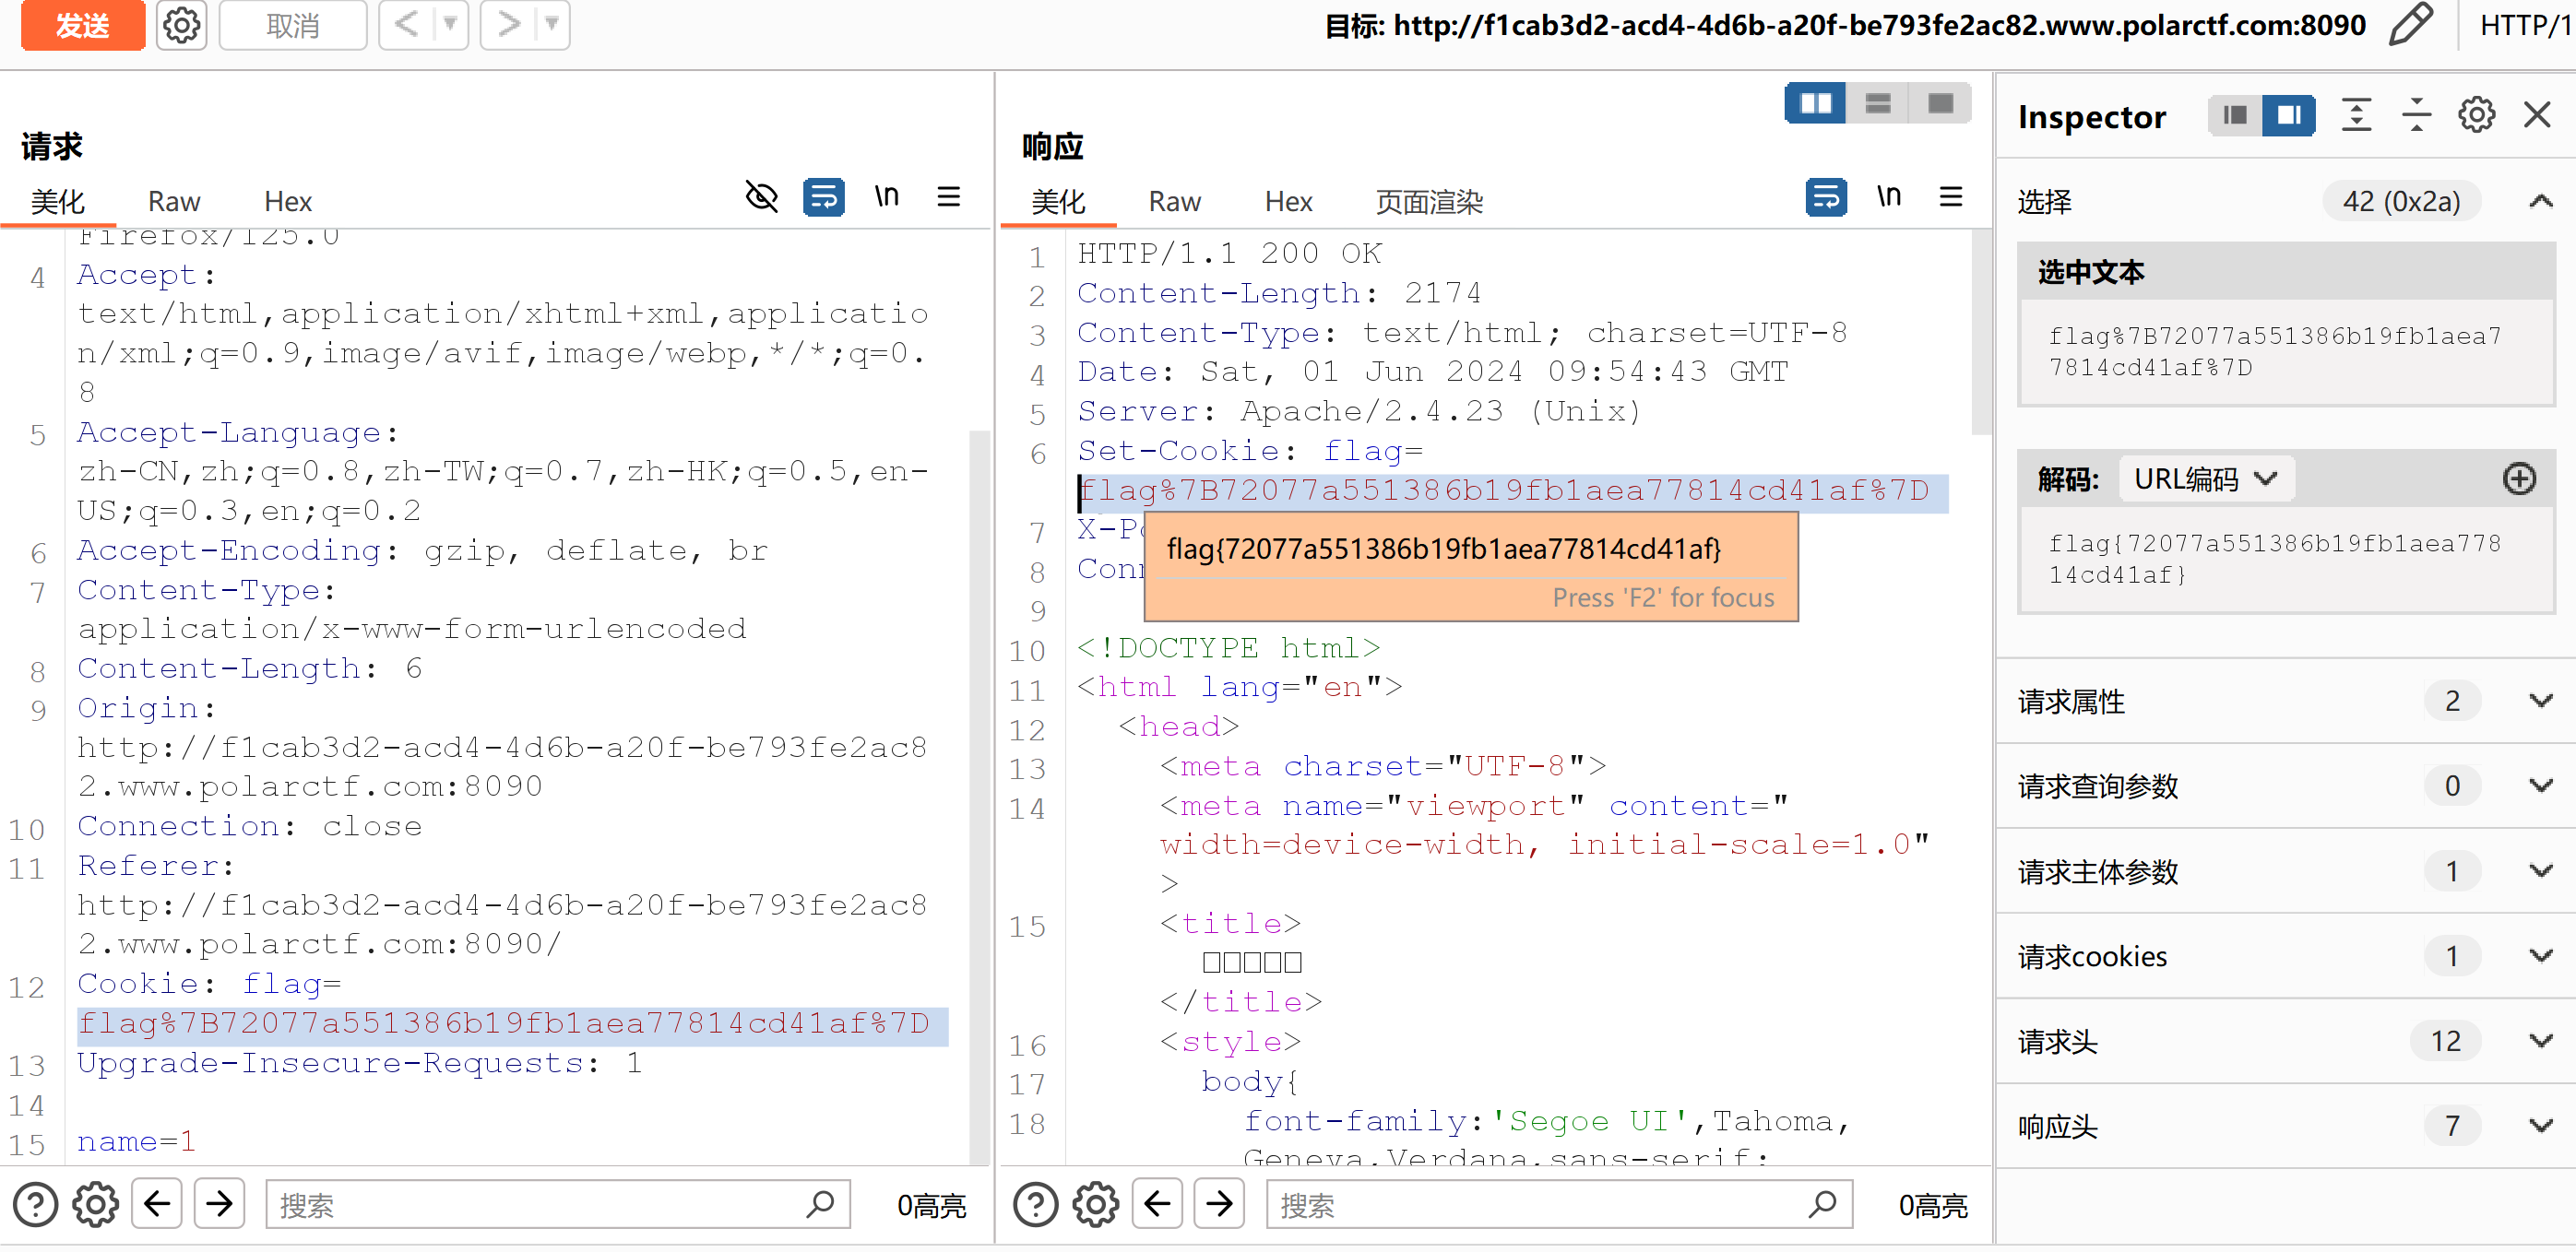 发送 取消 目标: http://f1cab3d2-acd4-4d6b-a20f-be793fe2ac82.www.polarctf.com:8090 HTTP/1
请求
美化 Raw Hex \n
Firefox/125.0
4 Accept:
text/html,application/xhtml+xml,applicatio
n/xml;q=0.9,image/avif,image/webp,*/*;q=0.
8
5 Accept-Language:
zh-CN,zh;q=0.8,zh-TW;q=0.7,zh-HK;q=0.5,en-
US;q=0.3,en;q=0.2
6 Accept-Encoding: gzip, deflate, br
7 Content-Type:
application/x-www-form-urlencoded
8 Content-Length: 6
9 Origin:
http://f1cab3d2-acd4-4d6b-a20f-be793fe2ac8
2.www.polarctf.com:8090
10 Connection: close
11 Referer:
http://f1cab3d2-acd4-4d6b-a20f-be793fe2ac8
2.www.polarctf.com:8090/
12 Cookie: flag=
flag%7B72077a551386b19fb1aea77814cd41af%7D
13 Upgrade-Insecure-Requests: 1
14
15 name=1
搜索 0高亮
响应
美化 Raw Hex 页面渲染 \n
1 HTTP/1.1 200 OK
2 Content-Length: 2174
3 Content-Type: text/html; charset=UTF-8
4 Date: Sat, 01 Jun 2024 09:54:43 GMT
5 Server: Apache/2.4.23 (Unix)
6 Set-Cookie: flag=
flag%7B72077a551386b19fb1aea77814cd41af%7D
7 X-Po
flag{72077a551386b19fb1aea77814cd41af}
8 Conn
Press 'F2' for focus
9
10 <!DOCTYPE html>
11 <html lang="en">
12 <head>
13 <meta charset="UTF-8">
14 <meta name="viewport" content="
width=device-width, initial-scale=1.0"
>
15 <title>
□□□□□
</title>
16 <style>
17 body{
18 font-family:'Segoe UI',Tahoma,
Geneva,Verdana,sans-serif;
搜索 0高亮
Inspector
选择 42 (0x2a)
选中文本
flag%7B72077a551386b19fb1aea7
7814cd41af%7D
解码: URL编码
flag{72077a551386b19fb1aea778
14cd41af}
请求属性 2
请求查询参数 0
请求主体参数 1
请求cookies 1
请求头 12
响应头 7